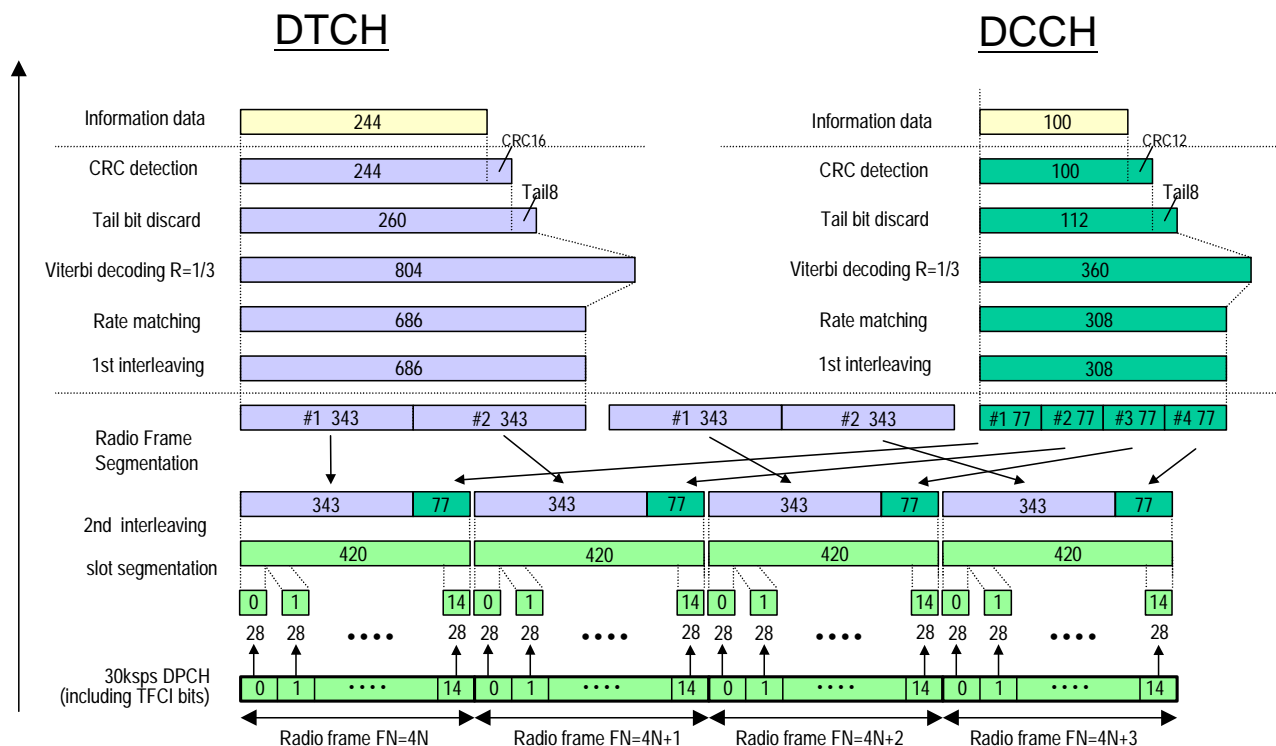 DTCH DCCH
Information data 244 Information data 100
CRC16 CRC12
CRC detection 244 CRC detection 100
Tail8 Tail8
Tail bit discard 260 Tail bit discard 112
Viterbi decoding R=1/3 804 Viterbi decoding R=1/3 360
Rate matching 686 Rate matching 308
1st interleaving 686 1st interleaving 308
#1 343 #2 343 #1 343 #2 343 #1 77 #2 77 #3 77 #4 77
Radio Frame
Segmentation
343 77 343 77 343 77 343 77
2nd interleaving
420 420 420 420
slot segmentation
0 1 14 0 1 14 0 1 14 0 1 14
28 28 •••• 28 28 28 •••• 28 28 28 •••• 28 28 28 •••• 28
30ksps DPCH
(including TFCI bits)
0 1 •••• 14 0 1 •••• 14 0 1 •••• 14 0 1 •••• 14
Radio frame FN=4N Radio frame FN=4N+1 Radio frame FN=4N+2 Radio frame FN=4N+3